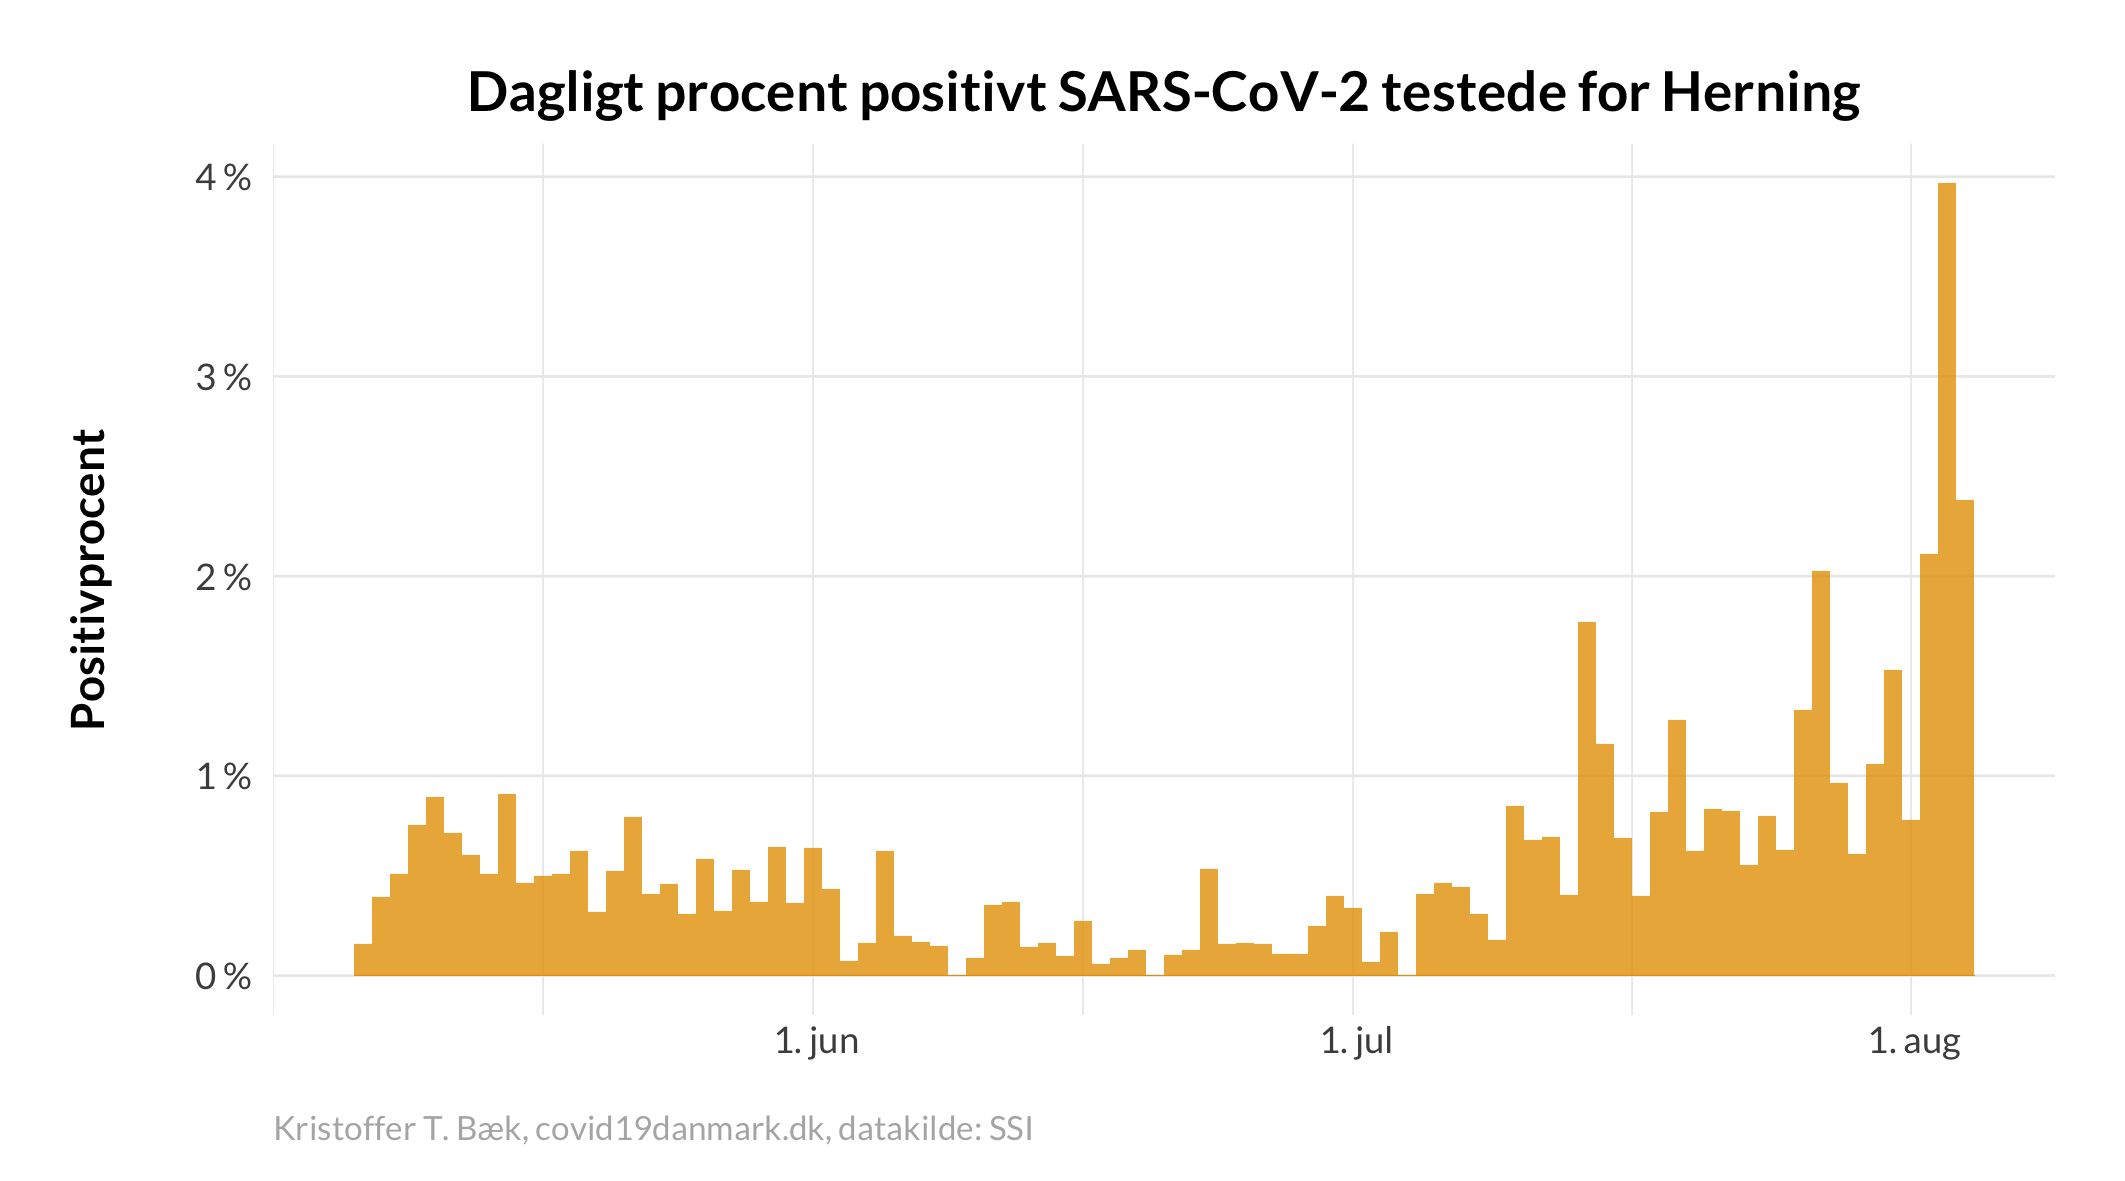 Dagligt procent positivt SARS-CoV-2 testede for Herning
Positivprocent
4 %
3 %
2 %
1 %
0 %
1. jun
1. jul
1. aug
Kristoffer T. Bæk, covid19danmark.dk, datakilde: SSI